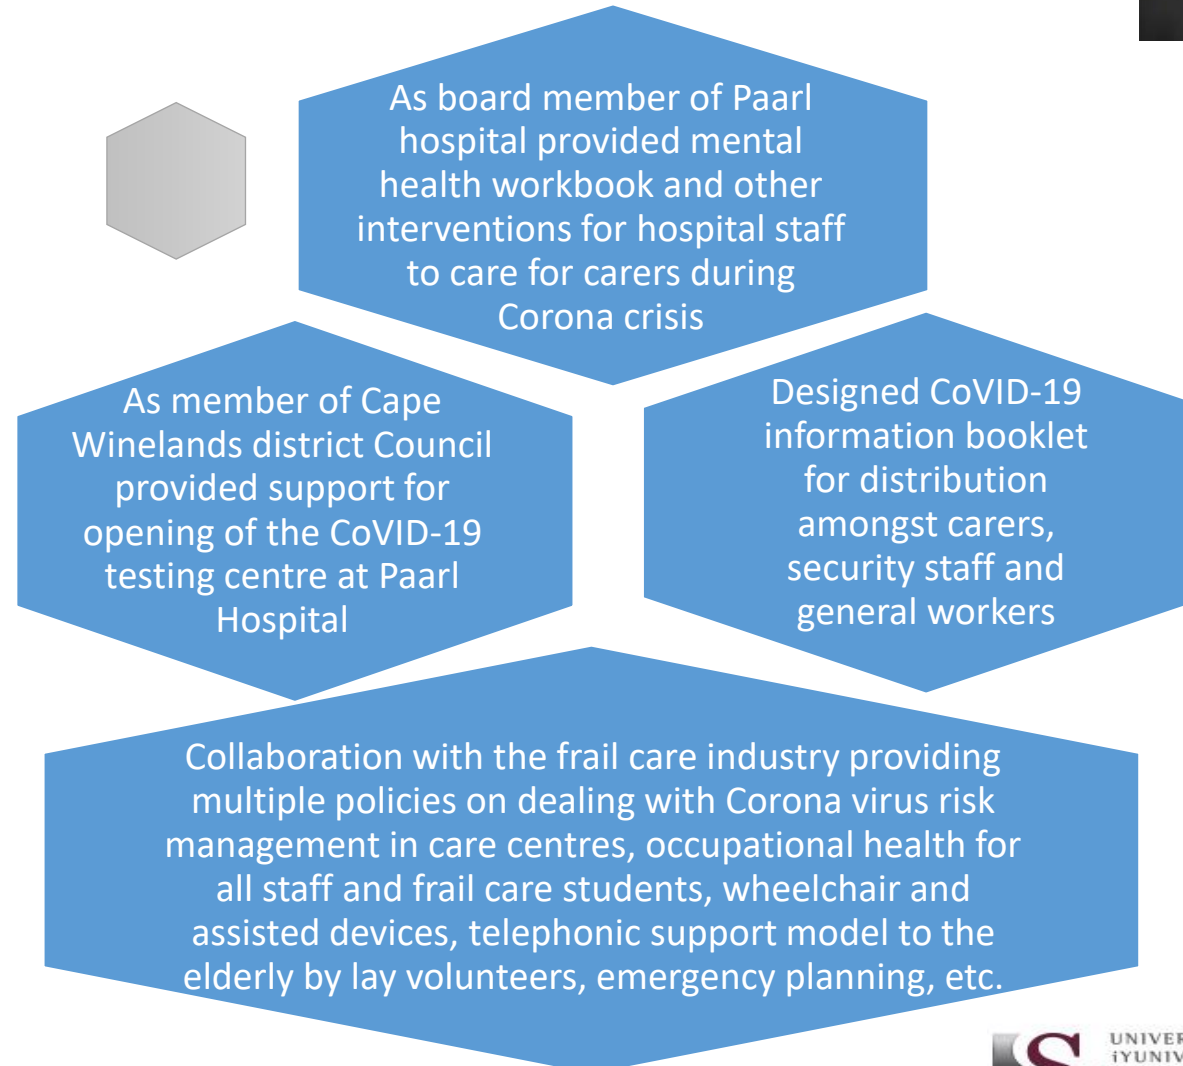 As board member of Paarl
hospital provided mental
health workbook and other
interventions for hospital staff
to care for carers during
Corona crisis
As member of Cape
Winelands district Council
provided support for
opening of the CoVID-19
testing centre at Paarl
Hospital
Designed CoVID-19
information booklet
for distribution
amongst carers,
security staff and
general workers
Collaboration with the frail care industry providing
multiple policies on dealing with Corona virus risk
management in care centres, occupational health for
all staff and frail care students, wheelchair and
assisted devices, telephonic support model to the
elderly by lay volunteers, emergency planning, etc.